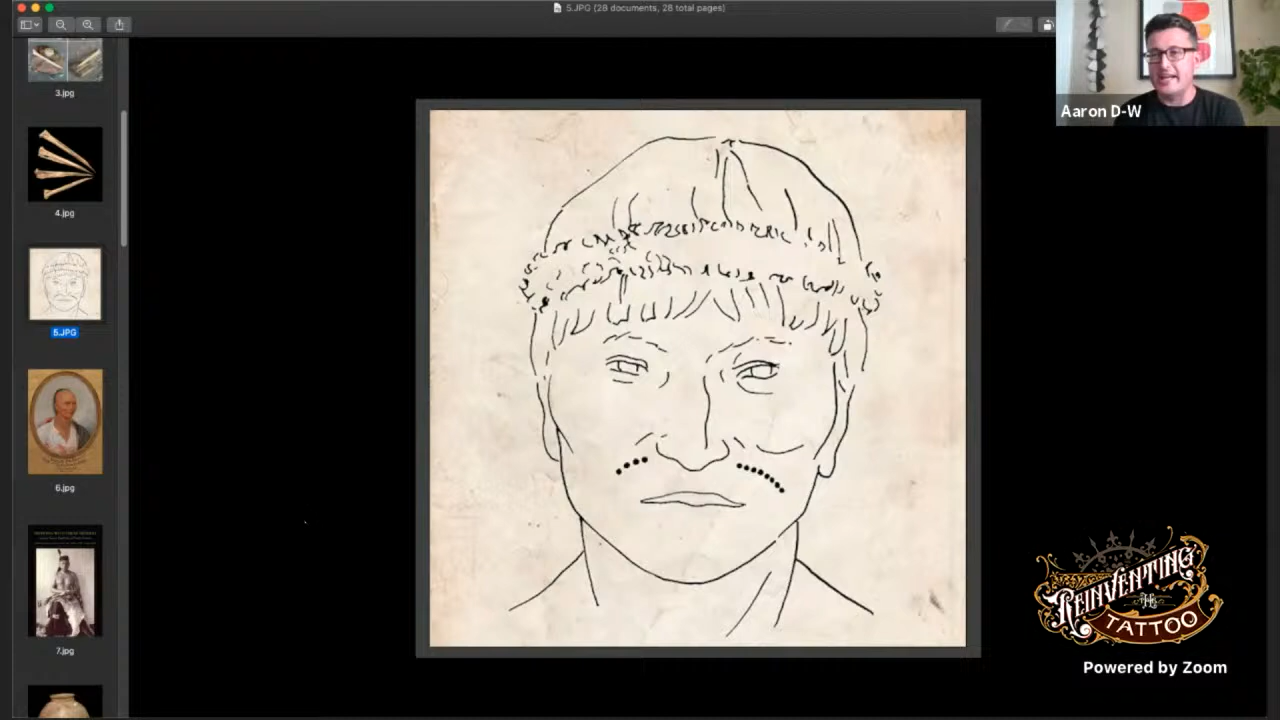 5.JPG (28 documents, 28 total pages)
3.jpg
4.jpg
5.JPG
6.jpg
7.jpg
Aaron D-W
REINVENTING
THE
TATTOO
Powered by Zoom